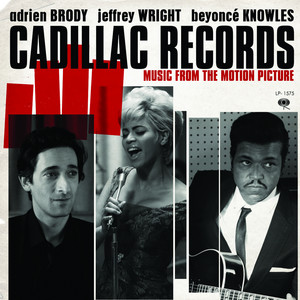 adrien BRODY jeffrey WRIGHT beyoncé KNOWLES
CADILLAC RECORDS
MUSIC FROM THE MOTION PICTURE
LP - 1575